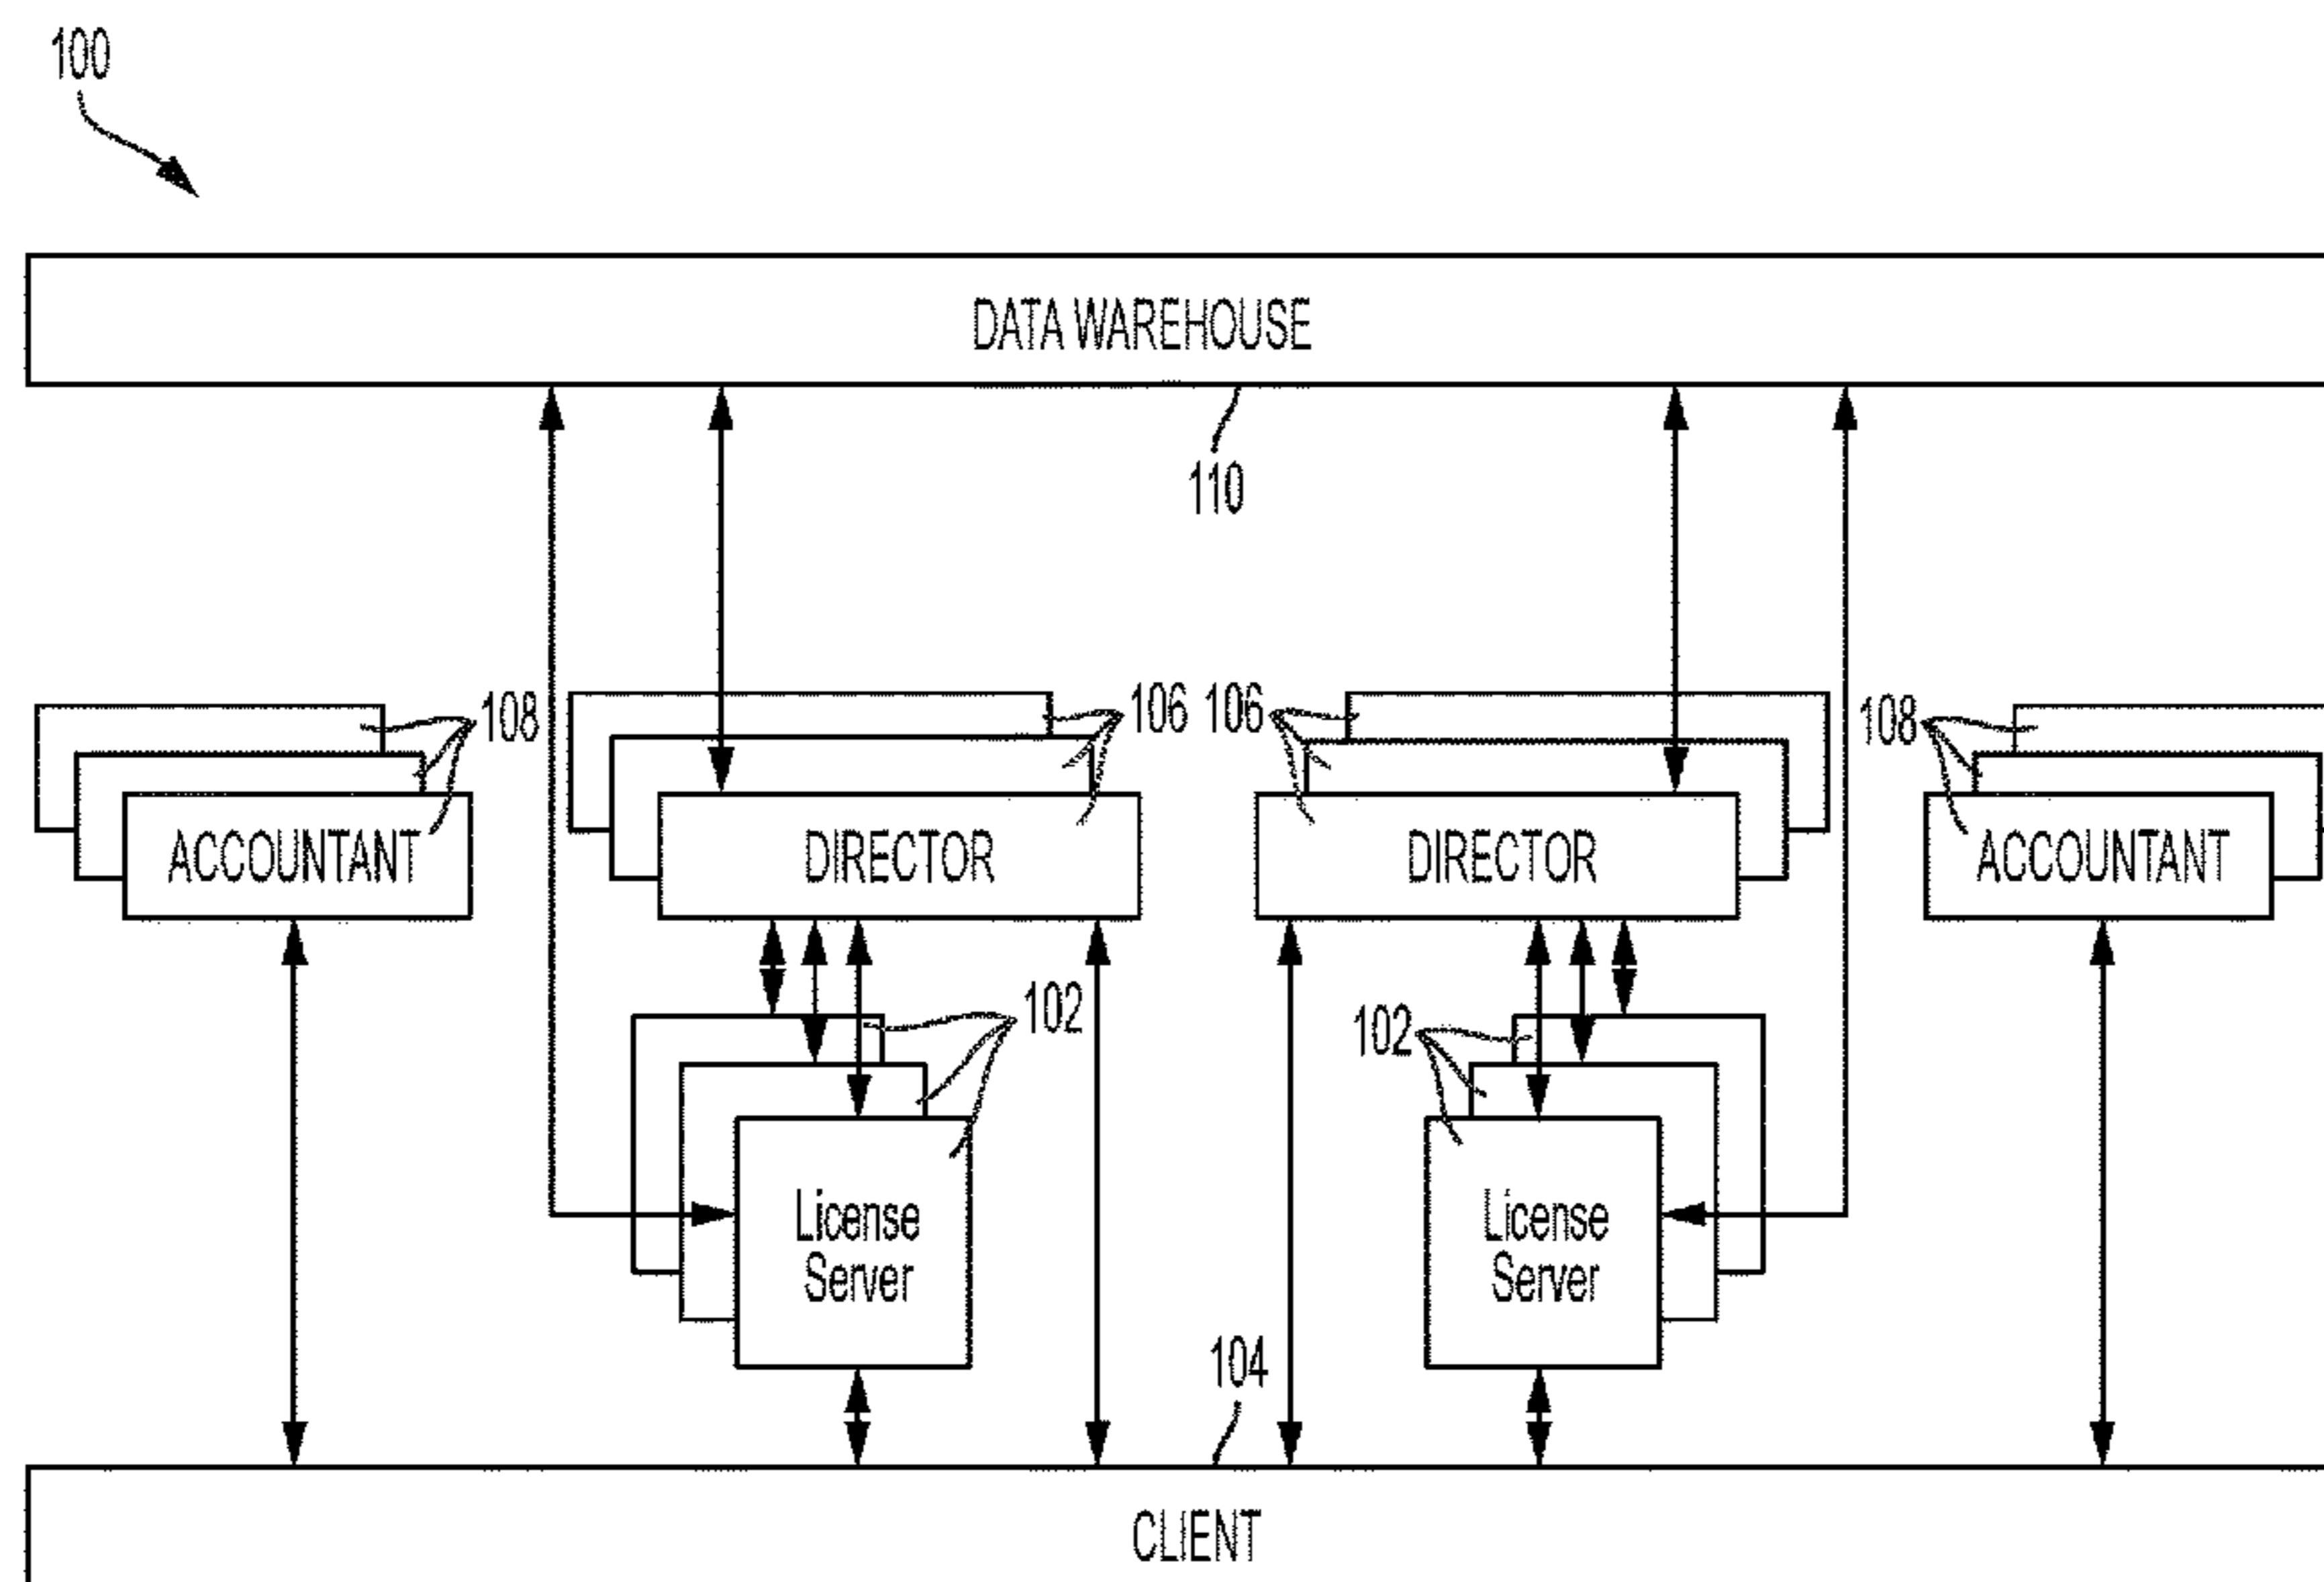 100
DATA WAREHOUSE
110
108
106
106
108
ACCOUNTANT
DIRECTOR
DIRECTOR
ACCOUNTANT
102
102
License
Server
License
Server
104
CLIENT